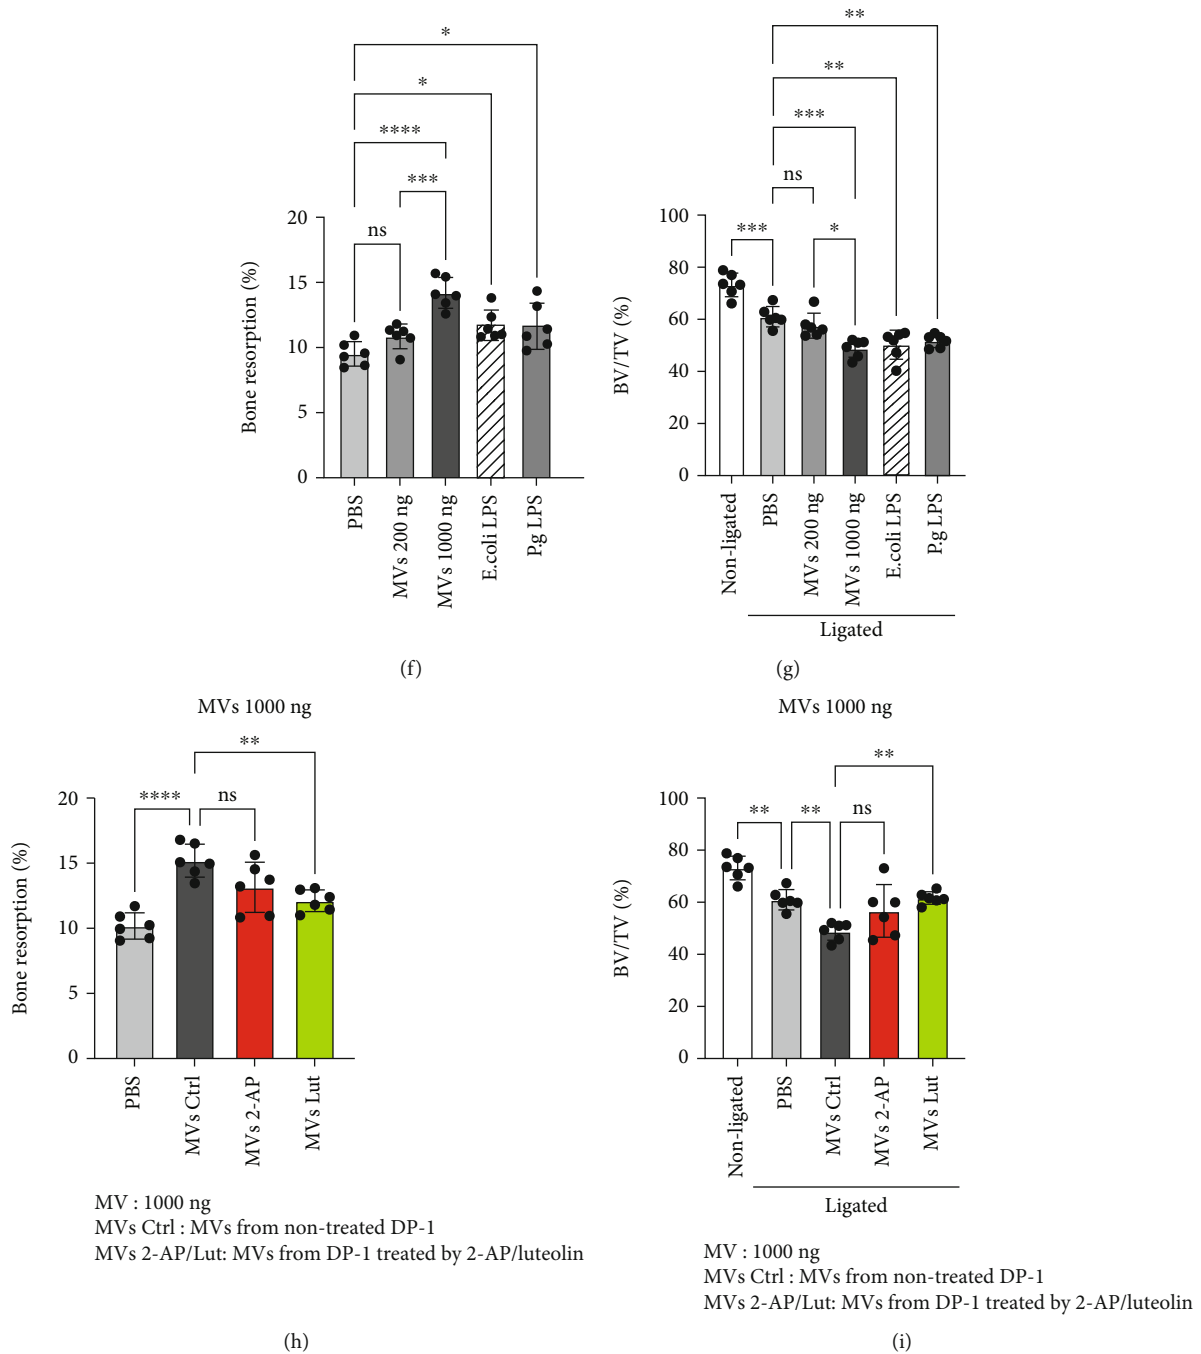 *
*
****
***
ns
20
15
10
5
0
Bone resorption (%)
PBS
MVs 200 ng
MVs 1000 ng
E.coli LPS
P.g LPS
(f)
**
**
***
ns
***
*
100
80
60
40
20
0
BV/TV (%)
Non-ligated
PBS
MVs 200 ng
MVs 1000 ng
E.coli LPS
P.g LPS
Ligated
(g)
MVs 1000 ng
**
****
ns
20
15
10
5
0
Bone resorption (%)
PBS
MVs Ctrl
MVs 2-AP
MVs Lut
MV : 1000 ng
MVs Ctrl : MVs from non-treated DP-1
MVs 2-AP/Lut: MVs from DP-1 treated by 2-AP/luteolin
(h)
MVs 1000 ng
**
**
**
ns
100
80
60
40
20
0
BV/TV (%)
Non-ligated
PBS
MVs Ctrl
MVs 2-AP
MVs Lut
Ligated
MV : 1000 ng
MVs Ctrl : MVs from non-treated DP-1
MVs 2-AP/Lut: MVs from DP-1 treated by 2-AP/luteolin
(i)